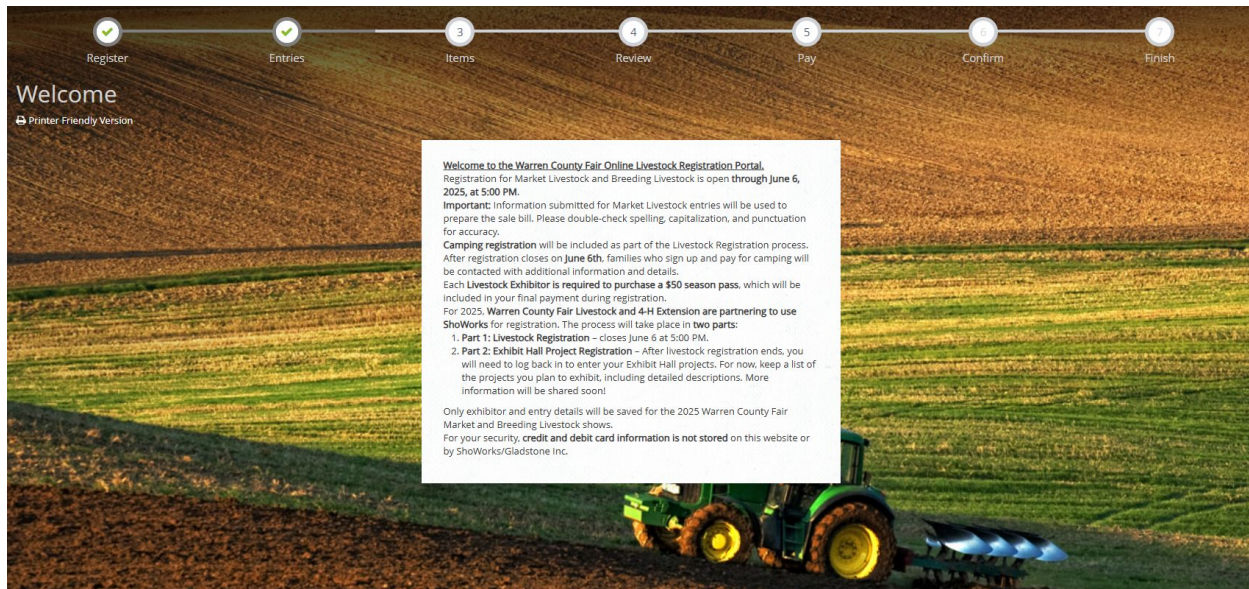 3 4 5 6 7
Register Entries Items Review Pay Confirm Finish
Welcome
Printer Friendly Version
Welcome to the Warren County Fair Online Livestock Registration Portal.
Registration for Market Livestock and Breeding Livestock is open through June 6,
2025, at 5:00 PM.
Important: Information submitted for Market Livestock entries will be used to
prepare the sale bill. Please double-check spelling, capitalization, and punctuation
for accuracy.
Camping registration will be included as part of the Livestock Registration process.
After registration closes on June 6th, families who sign up and pay for camping will
be contacted with additional information and details.
Each Livestock Exhibitor is required to purchase a $50 season pass, which will be
included in your final payment during registration.
For 2025, Warren County Fair Livestock and 4-H Extension are partnering to use
ShoWorks for registration. The process will take place in two parts:
1. Part 1: Livestock Registration – closes June 6 at 5:00 PM.
2. Part 2: Exhibit Hall Project Registration – After livestock registration ends, you
will need to log back in to enter your Exhibit Hall projects. For now, keep a list of
the projects you plan to exhibit, including detailed descriptions. More
information will be shared soon!
Only exhibitor and entry details will be saved for the 2025 Warren County Fair
Market and Breeding Livestock shows.
For your security, credit and debit card information is not stored on this website or
by ShoWorks/Gladstone Inc.